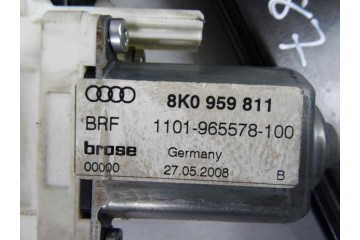 8K0 959 811
BRF 1101-965578-100
brose Germany
00000 27.05.2008 B